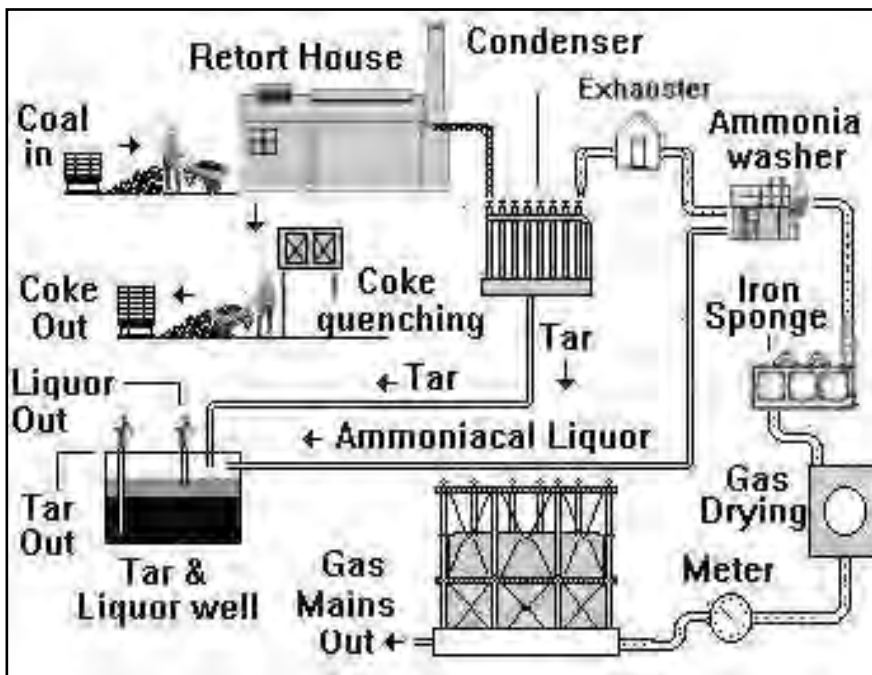 Condenser
Retort House
Exhauster
Coal
in
Ammonia
washer
Coke
Out
Coke
quenching
Iron
Sponge
Tar
Tar
Liquor
Out
Ammoniacal Liquor
Tar
Out
Gas
Drying
Tar &
Liquor well
Gas
Mains
Out
Meter